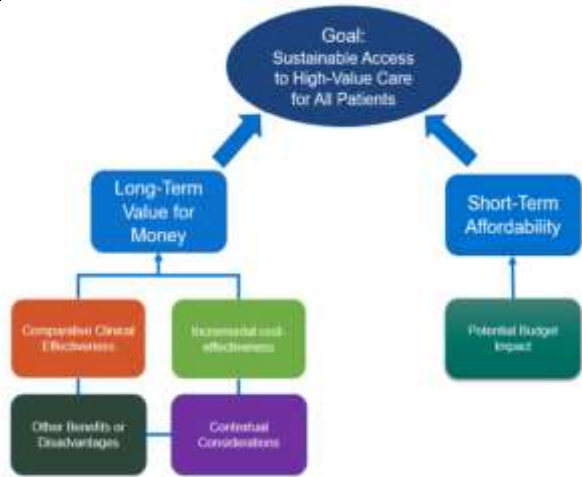 Goal:
Sustainable Access
to High-Value Care
for All Patients
Long-Term
Value for
Money
Short-Term
Affordability
Comparative Clinical
Effectiveness
Incremental cost-
effectiveness
Potential Budget
Impact
Other Benefits or
Disadvantages
Contextual
Considerations